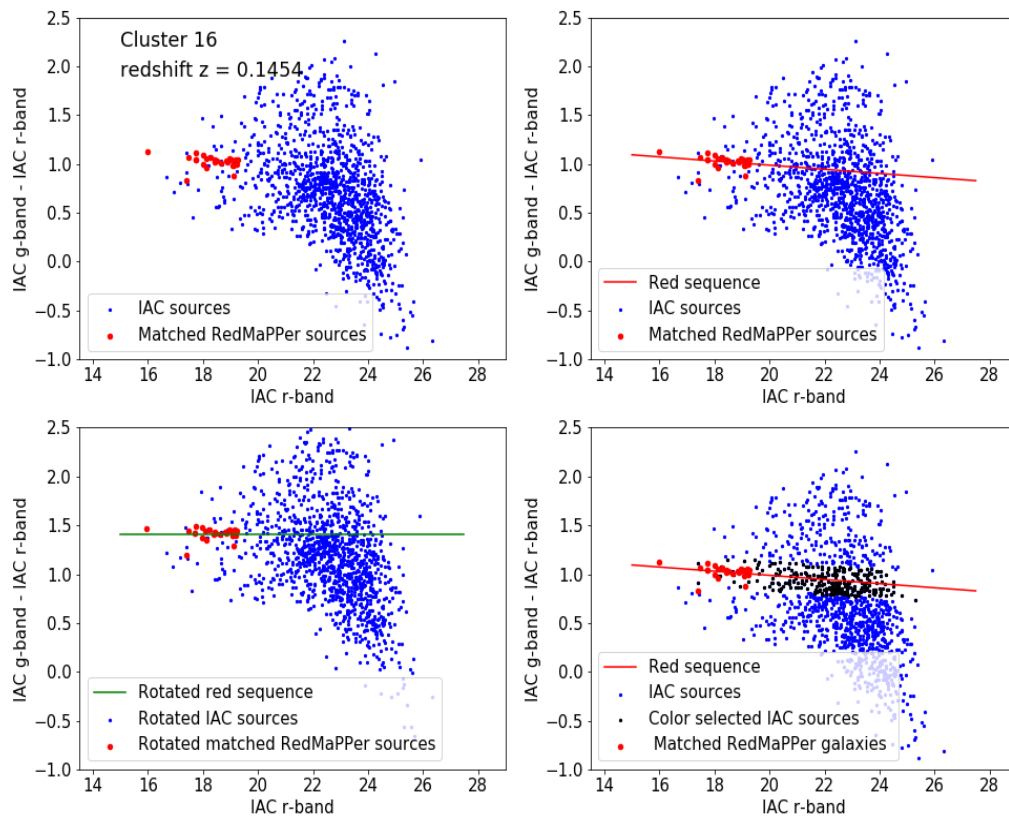 2.5
2.0
1.5
1.0
0.5
0.0
−0.5
−1.0
IAC g-band - IAC r-band
Cluster 16
redshift z = 0.1454
IAC sources
Matched RedMaPPer sources
14 16 18 20 22 24 26 28
IAC r-band
2.5
2.0
1.5
1.0
0.5
0.0
−0.5
−1.0
IAC g-band - IAC r-band
Red sequence
IAC sources
Matched RedMaPPer sources
14 16 18 20 22 24 26 28
IAC r-band
2.5
2.0
1.5
1.0
0.5
0.0
−0.5
−1.0
IAC g-band - IAC r-band
Rotated red sequence
Rotated IAC sources
Rotated matched RedMaPPer sources
14 16 18 20 22 24 26 28
IAC r-band
2.5
2.0
1.5
1.0
0.5
0.0
−0.5
−1.0
IAC g-band - IAC r-band
Red sequence
IAC sources
Color selected IAC sources
Matched RedMaPPer galaxies
14 16 18 20 22 24 26 28
IAC r-band